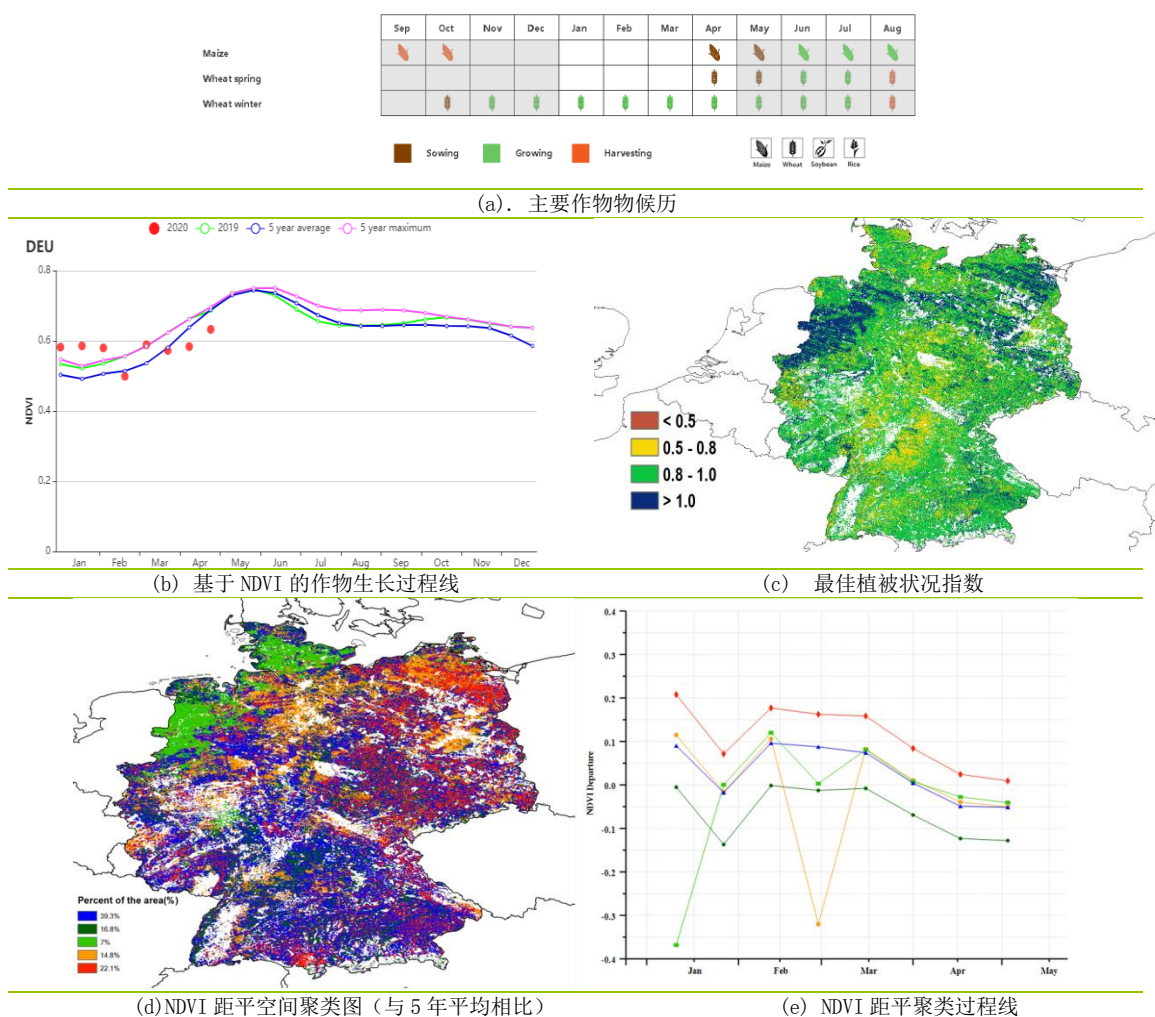 Sep Oct Nov Dec Jan Feb Mar Apr May Jun Jul Aug
Maize
Wheat spring
Wheat winter
Sowing Growing Harvesting
Maize Wheat Soybean Rice
(a). 主要作物物候历
2020 2019 5 year average 5 year maximum
DEU
0.8
0.6
0.4
0.2
0
NDVI
Jan Feb Mar Apr May Jun Jul Aug Sep Oct Nov Dec
< 0.5
0.5 - 0.8
0.8 - 1.0
> 1.0
(b) 基于 NDVI 的作物生长过程线
(c) 最佳植被状况指数
Percent of the area(%)
39.3%
16.8%
7%
14.8%
22.1%
0.4
0.3
0.2
0.1
0.0
-0.1
-0.2
-0.3
-0.4
NDVI Departure
Jan Feb Mar Apr May
(d)NDVI 距平空间聚类图（与 5 年平均相比）
(e) NDVI 距平聚类过程线